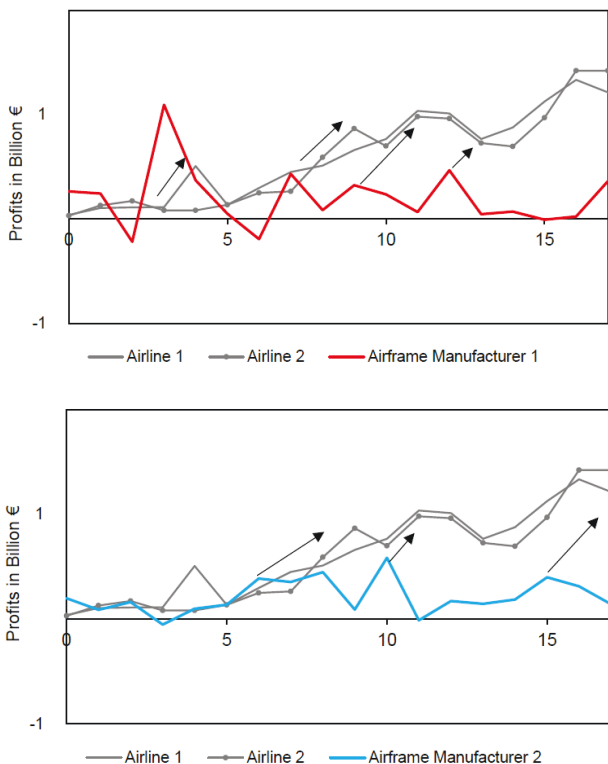 Profits in Billion €
1
0 5 10 15
-1
Airline 1 Airline 2 Airframe Manufacturer 1
Profits in Billion €
1
0 5 10 15
-1
Airline 1 Airline 2 Airframe Manufacturer 2